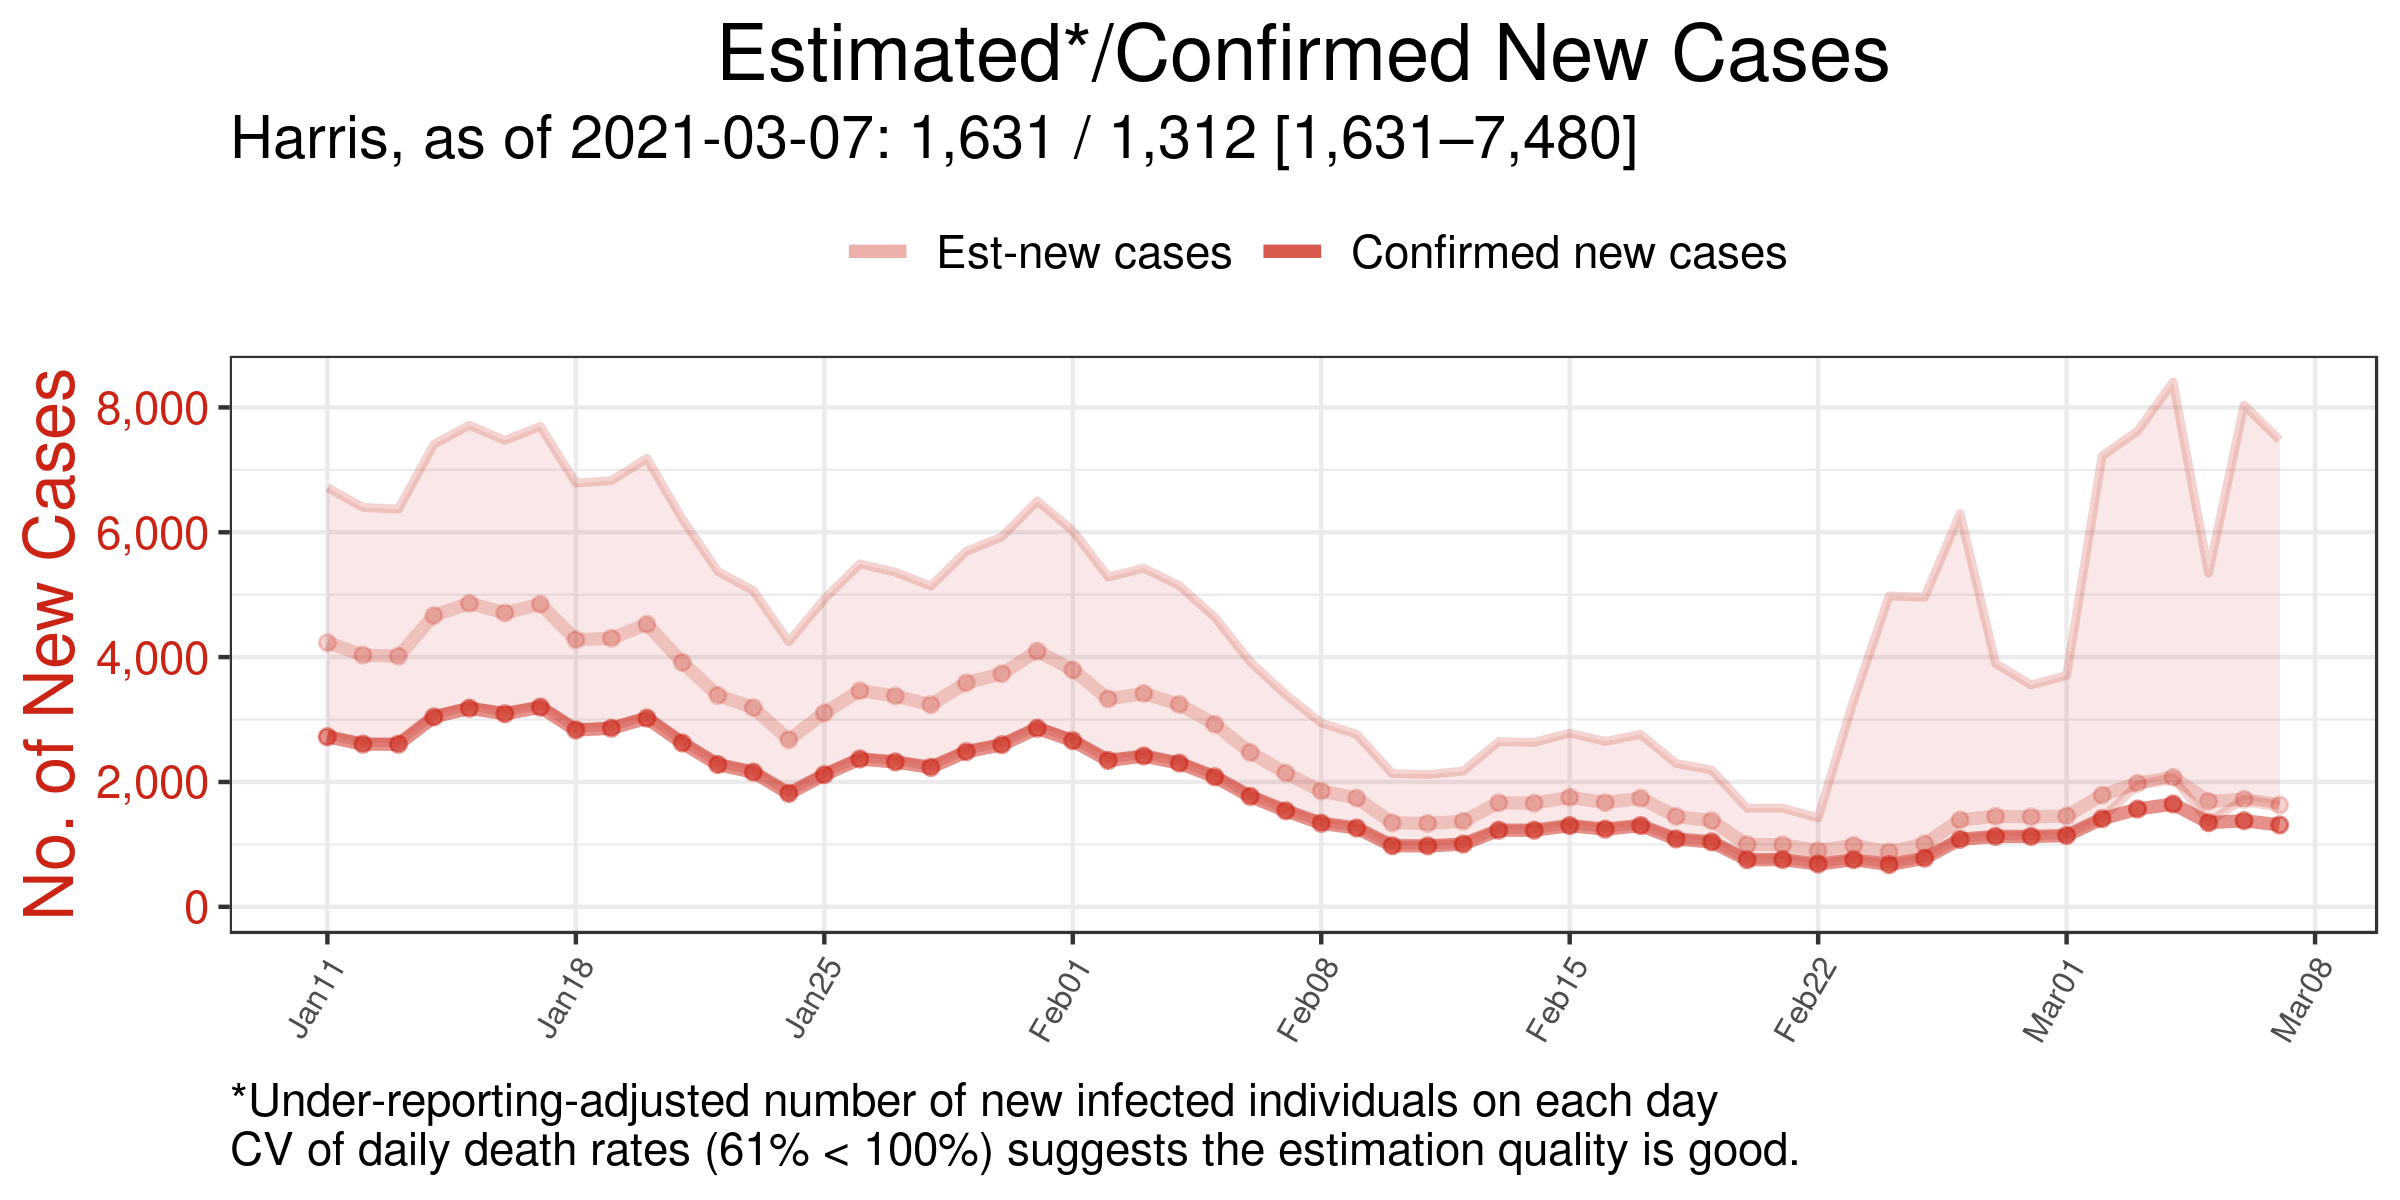 Estimated*/Confirmed New Cases
Harris, as of 2021-03-07: 1,631 / 1,312 [1,631–7,480]
Est-new cases
Confirmed new cases
No. of New Cases
8,000
6,000
4,000
2,000
0
Jan11
Jan18
Jan25
Feb01
Feb08
Feb15
Feb22
Mar01
Mar08
*Under-reporting-adjusted number of new infected individuals on each day
CV of daily death rates (61% < 100%) suggests the estimation quality is good.